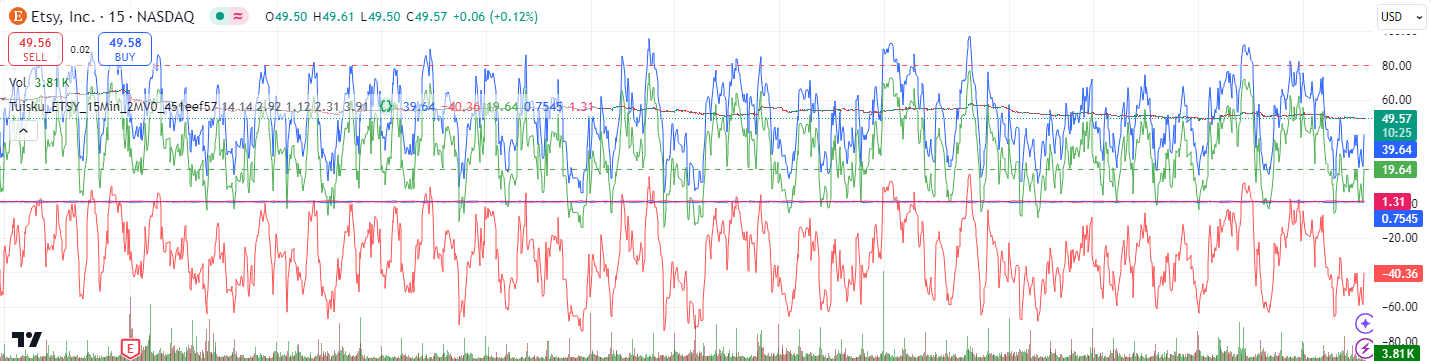 E Etsy, Inc. · 15 · NASDAQ O49.50 H49.61 L49.50 C49.57 +0.06 (+0.12%)
USD
49.56 SELL
0.02
49.58 BUY
Vol 3.81 K
Tuisku_ETSY_15Min_2MV0_451eef57 14 14 2.92 1.12 2.31 3.91 39.64 −40.36 19.64 0.7545 1.31
80.00
60.00
49.57
10:25
39.64
19.64
1.31
0.7545
−20.00
−40.36
−60.00
−80.00
3.81 K
E